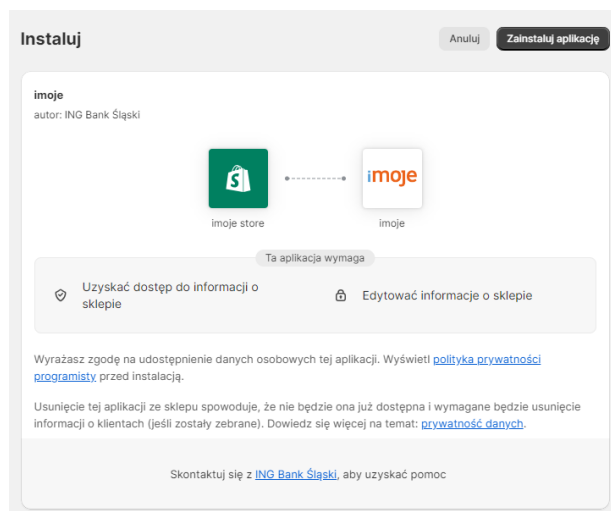 Instaluj
Anuluj
Zainstaluj aplikację
imoje
autor: ING Bank Śląski
S
imoje
imoje store
imoje
Ta aplikacja wymaga
Uzyskać dostęp do informacji o
sklepie
Edytować informacje o sklepie
Wyrażasz zgodę na udostępnienie danych osobowych tej aplikacji. Wyświetl polityka prywatności
programisty przed instalacją.
Usunięcie tej aplikacji ze sklepu spowoduje, że nie będzie ona już dostępna i wymagane będzie usunięcie
informacji o klientach (jeśli zostały zebrane). Dowiedz się więcej na temat: prywatność danych.
Skontaktuj się z ING Bank Śląski, aby uzyskać pomoc